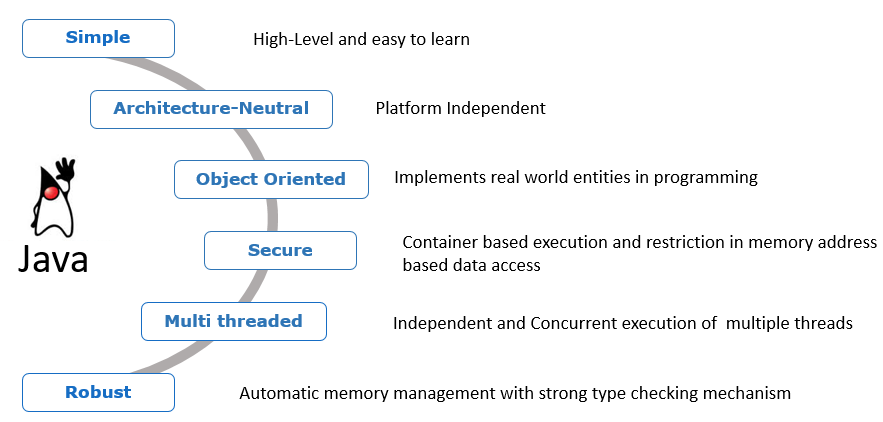 Simple
High-Level and easy to learn
Architecture-Neutral
Platform Independent
Object Oriented
Implements real world entities in programming
Secure
Container based execution and restriction in memory address
based data access
Java
Multi threaded
Independent and Concurrent execution of  multiple threads
Robust
Automatic memory management with strong type checking mechanism